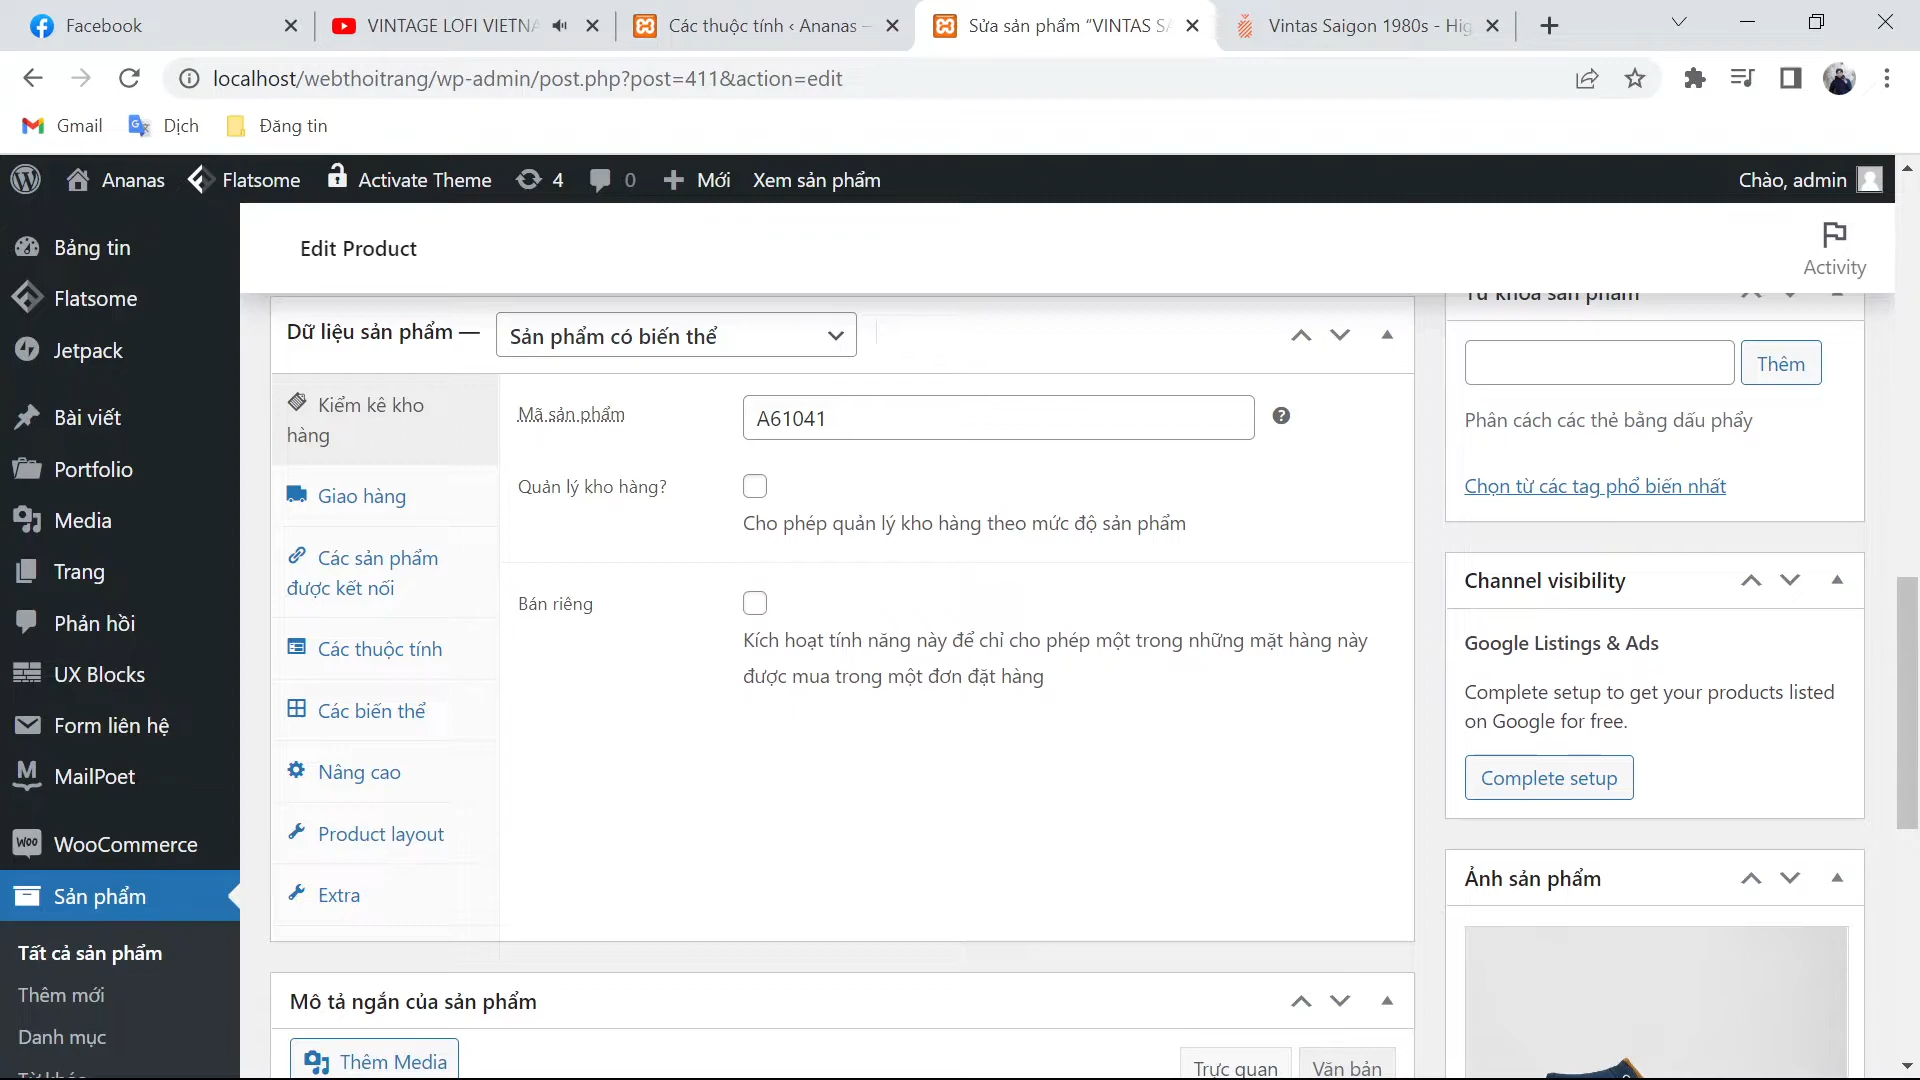 Facebook
VINTAGE LOFI VIETNA
Các thuộc tính ‹ Ananas —
Sửa sản phẩm “VINTAS SA
Vintas Saigon 1980s - Hig
localhost/webthoitrang/wp-admin/post.php?post=411&action=edit
Gmail
Dịch
Đăng tin
Ananas
Flatsome
Activate Theme
4
0
Mới
Xem sản phẩm
Chào, admin
Bảng tin
Flatsome
Jetpack
Bài viết
Portfolio
Media
Trang
Phản hồi
UX Blocks
Form liên hệ
MailPoet
WooCommerce
Sản phẩm
Tất cả sản phẩm
Thêm mới
Danh mục
Từ khóa
Edit Product
Activity
Dữ liệu sản phẩm —
Sản phẩm có biến thể
Kiểm kê kho
hàng
Giao hàng
Các sản phẩm
được kết nối
Các thuộc tính
Các biến thể
Nâng cao
Product layout
Extra
Mã sản phẩm
A61041
Quản lý kho hàng?
Cho phép quản lý kho hàng theo mức độ sản phẩm
Bán riêng
Kích hoạt tính năng này để chỉ cho phép một trong những mặt hàng này
được mua trong một đơn đặt hàng
Mô tả ngắn của sản phẩm
Thêm Media
Trực quan
Văn bản
Từ khóa sản phẩm
Thêm
Phân cách các thẻ bằng dấu phẩy
Chọn từ các tag phổ biến nhất
Channel visibility
Google Listings & Ads
Complete setup to get your products listed
on Google for free.
Complete setup
Ảnh sản phẩm